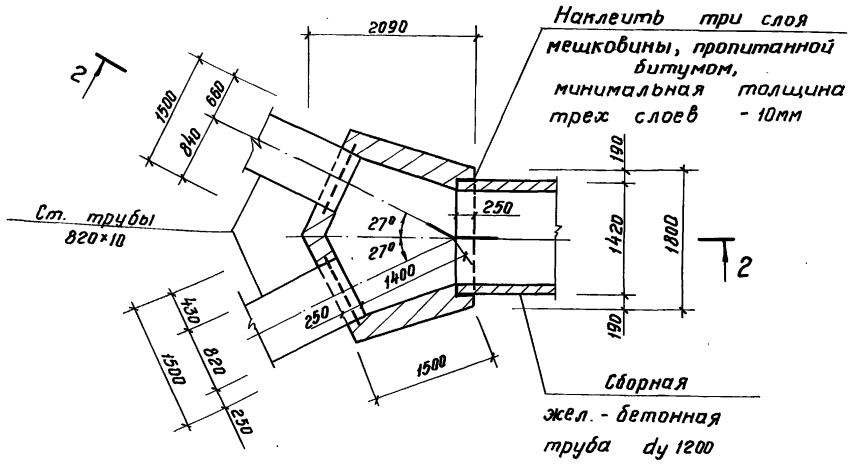 Наклеить три слоя
мешковины, пропитанной
битумом,
минимальная толщина
трех слоев - 10мм
2090
2
1500
660
840
190
250
1420
1800
Ст. трубы
820×10
27°
27°
1400
2
250
430
1500
820
250
190
1500
Сборная
жел. - бетонная
труба dу 1200